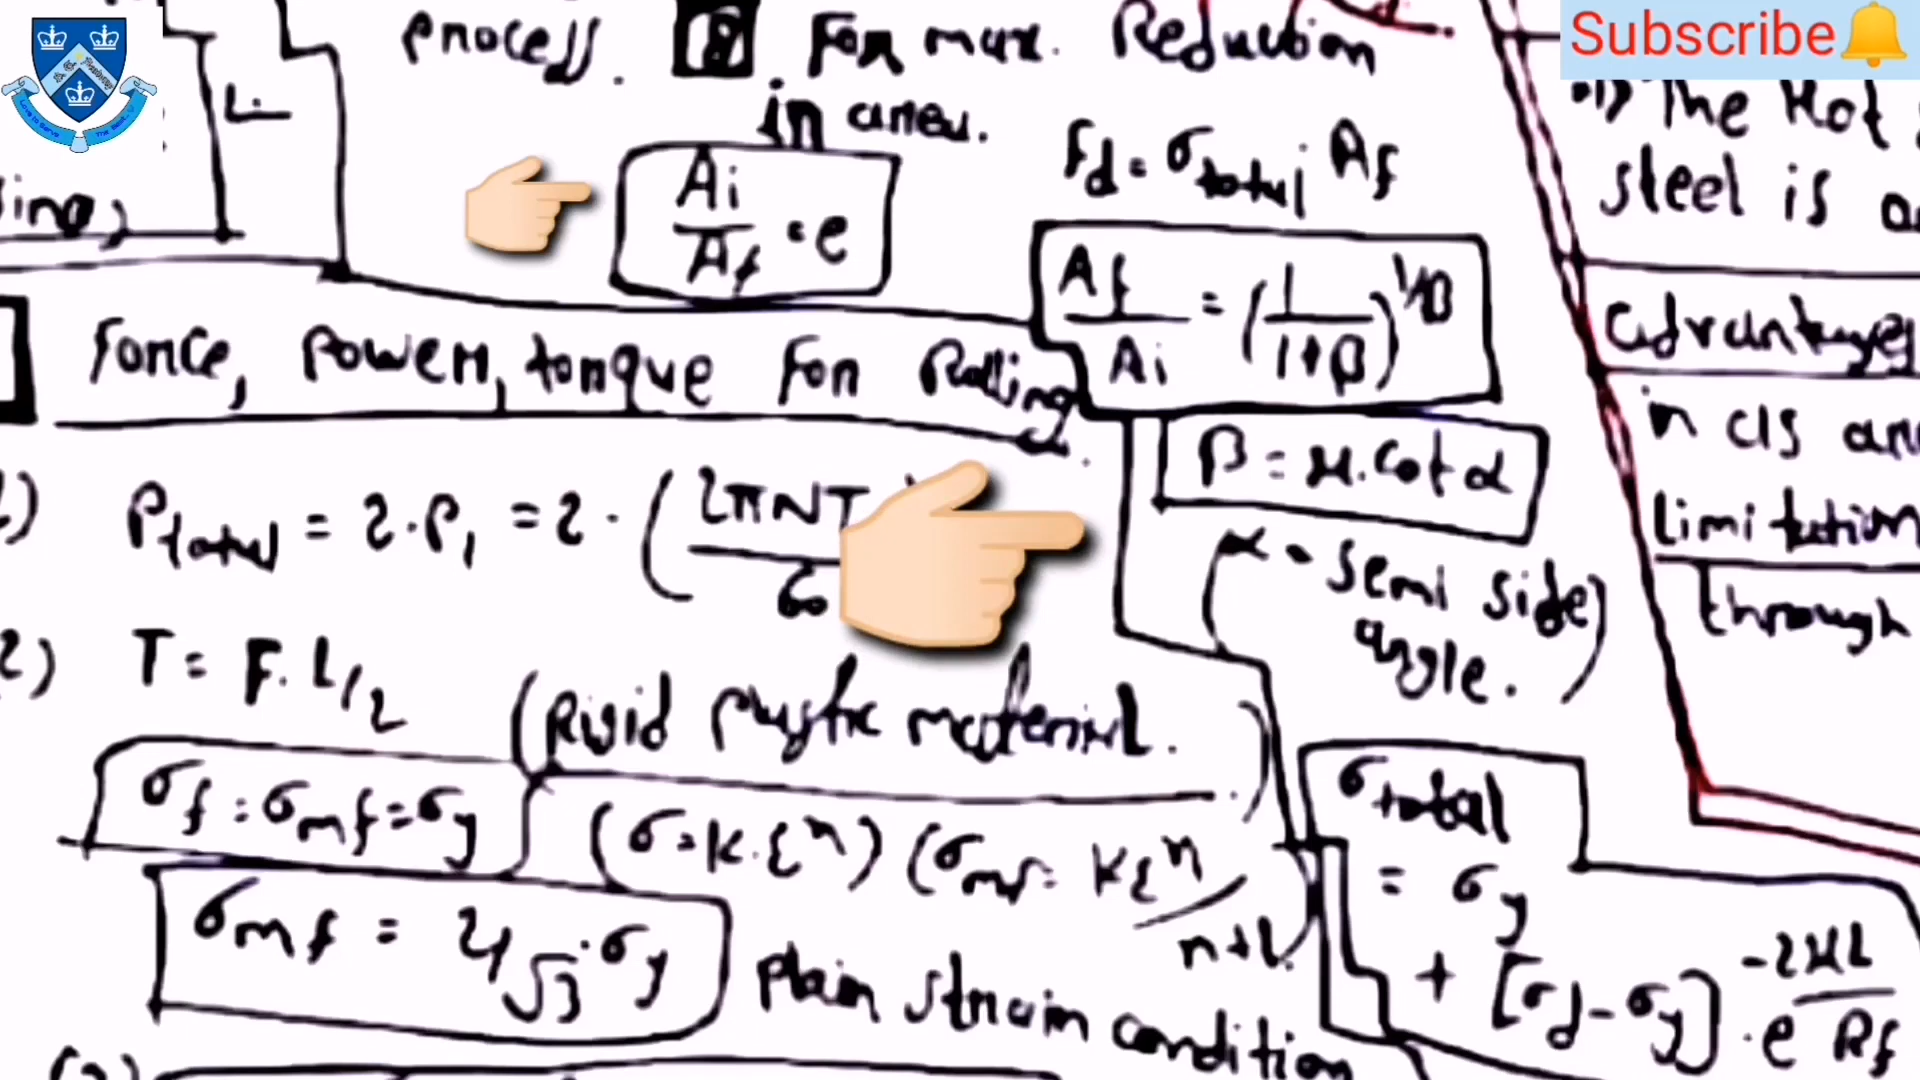 Subscribe
process. For max. Reduction
in area.
Fd = σtotal Af
Ai/Af = e
Af/Ai = (1/(1+β))^1/β
β = μ.cot α
(α = semi side
angle.)
Force, Power, torque For Rolling
Ptotal = 2.P1 = 2.(2πNT
60
2) T = F.L/2
(Rigid plastic material.)
σf = σmf = σy
(σ = K.ε^n) (σmf = Kε^n/n+1)
σmf = 2/√3 . σy
plain strain condition
σtotal
= σy
+ [σd - σy] . e^-2μL/Rf
1) The Hot
steel is
advantages
in
limitation
through